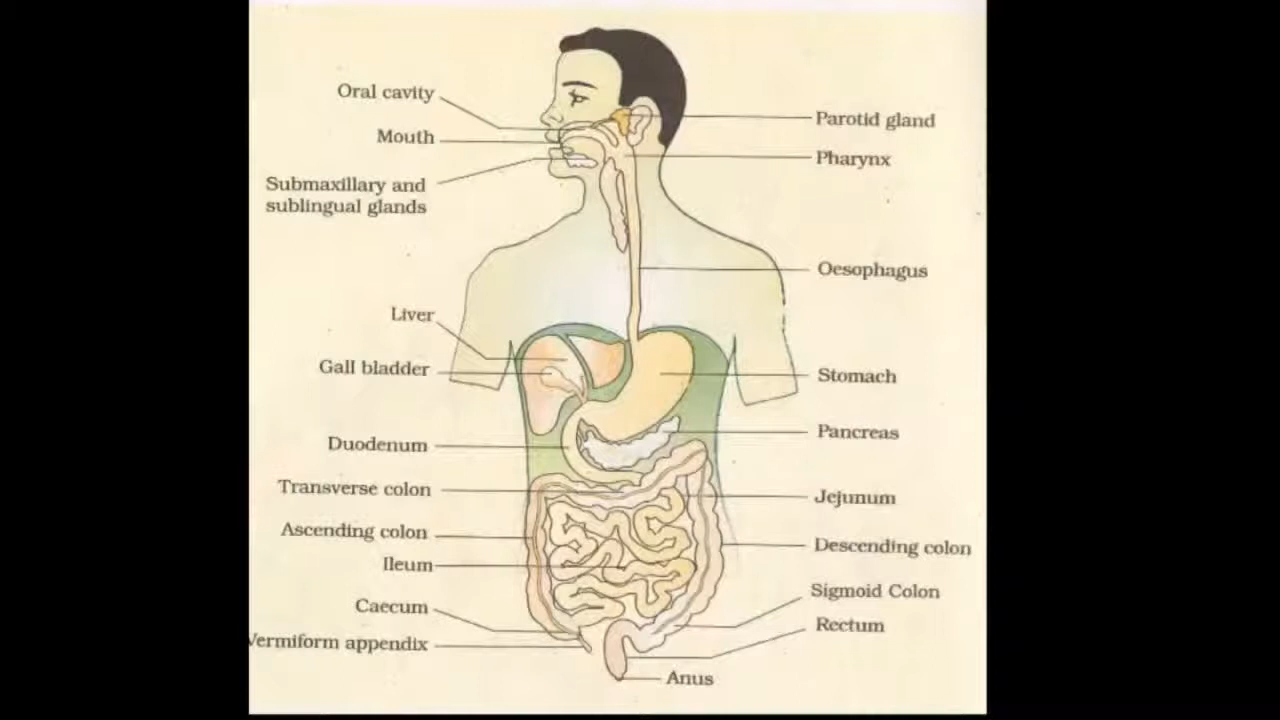 Oral cavity
Mouth
Submaxillary and
sublingual glands
Liver
Gall bladder
Duodenum
Transverse colon
Ascending colon
Ileum
Caecum
Vermiform appendix
Parotid gland
Pharynx
Oesophagus
Stomach
Pancreas
Jejunum
Descending colon
Sigmoid Colon
Rectum
Anus